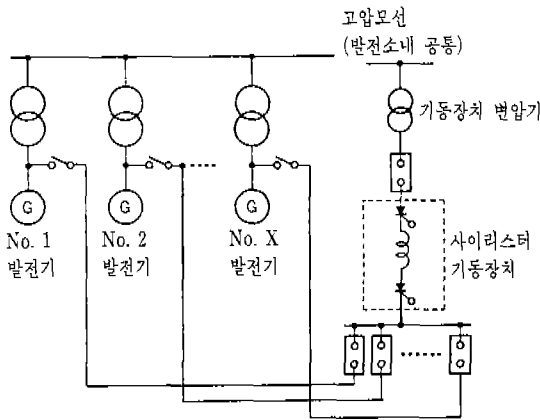 고압모선
(발전소내 공통)
기동장치 변압기
G
G
G
No. 1
발전기
No. 2
발전기
No. X
발전기
사이리스터
기동장치